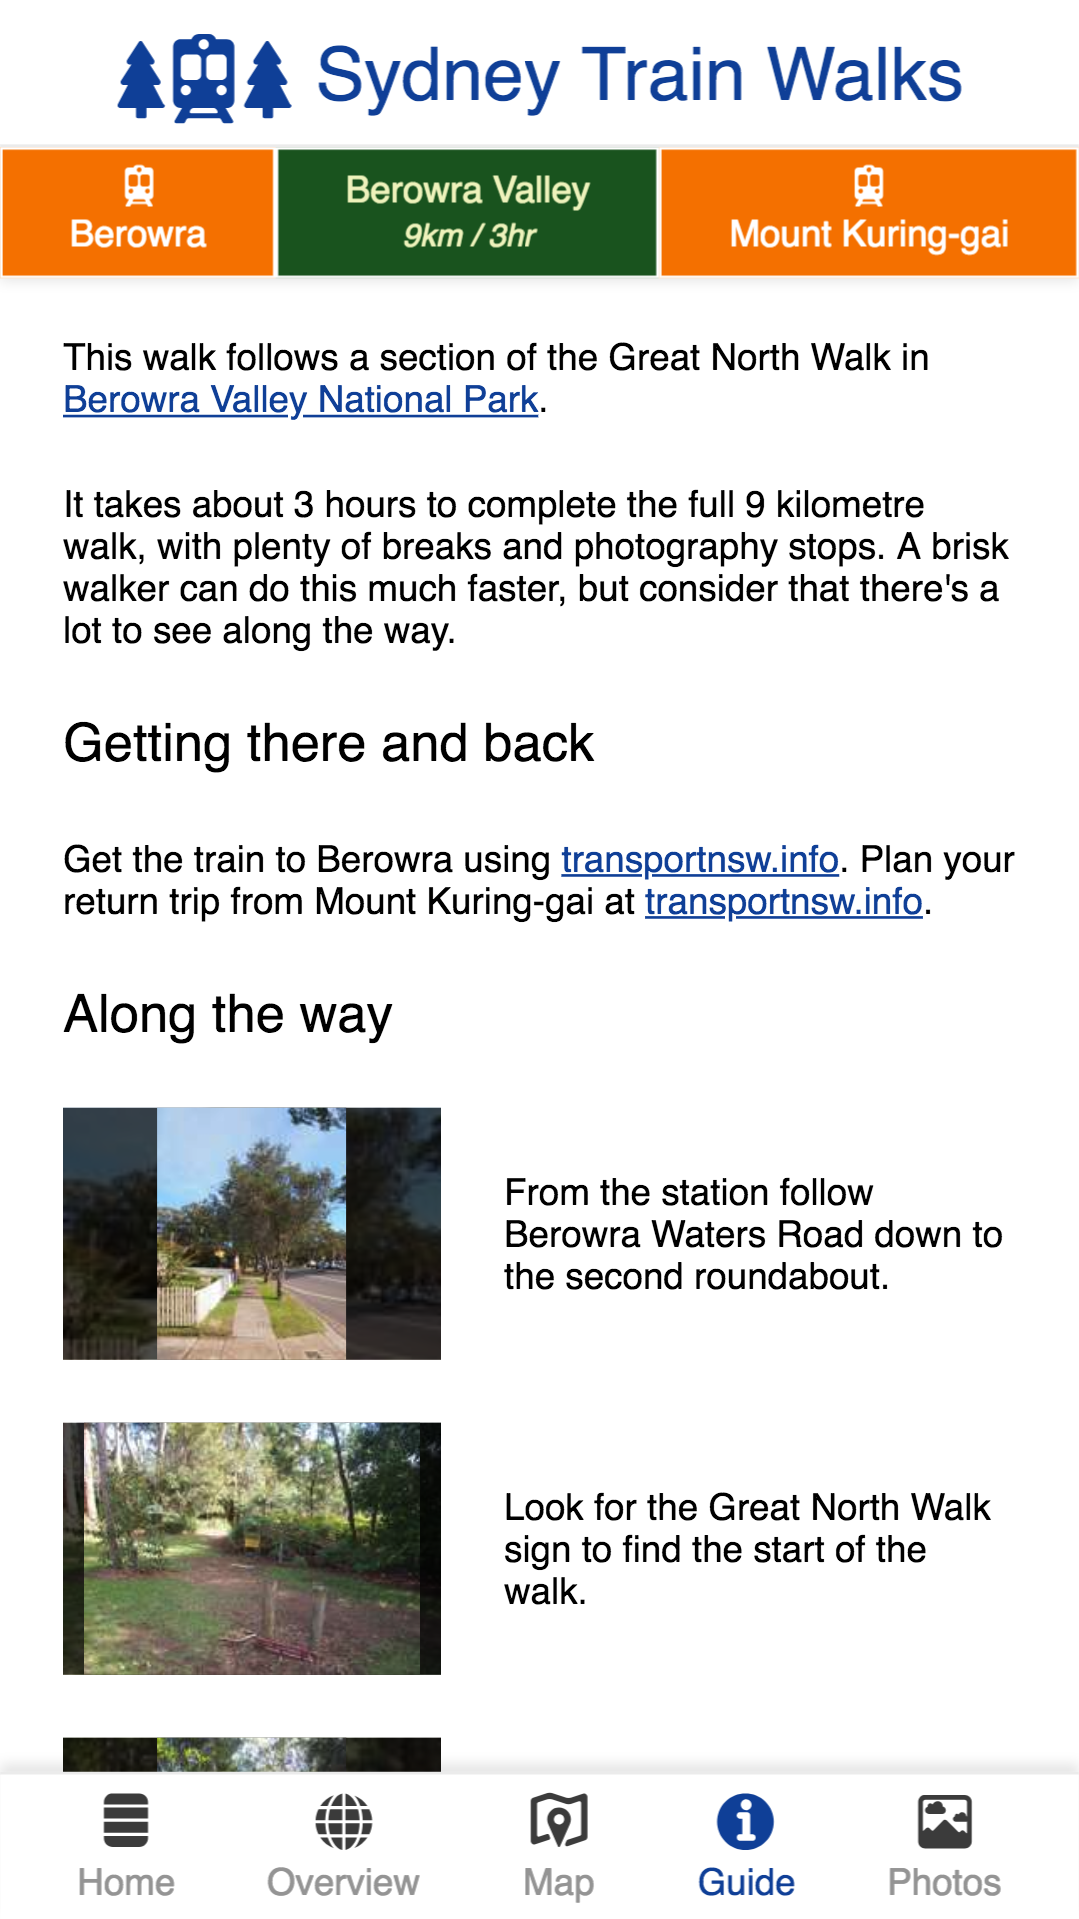 Sydney Train Walks
Berowra
Berowra Valley
9km / 3hr
Mount Kuring-gai
This walk follows a section of the Great North Walk in
Berowra Valley National Park.
It takes about 3 hours to complete the full 9 kilometre
walk, with plenty of breaks and photography stops. A brisk
walker can do this much faster, but consider that there's a
lot to see along the way.
Getting there and back
Get the train to Berowra using transportnsw.info. Plan your
return trip from Mount Kuring-gai at transportnsw.info.
Along the way
From the station follow
Berowra Waters Road down to
the second roundabout.
Look for the Great North Walk
sign to find the start of the
walk.
Home
Overview
Map
Guide
Photos